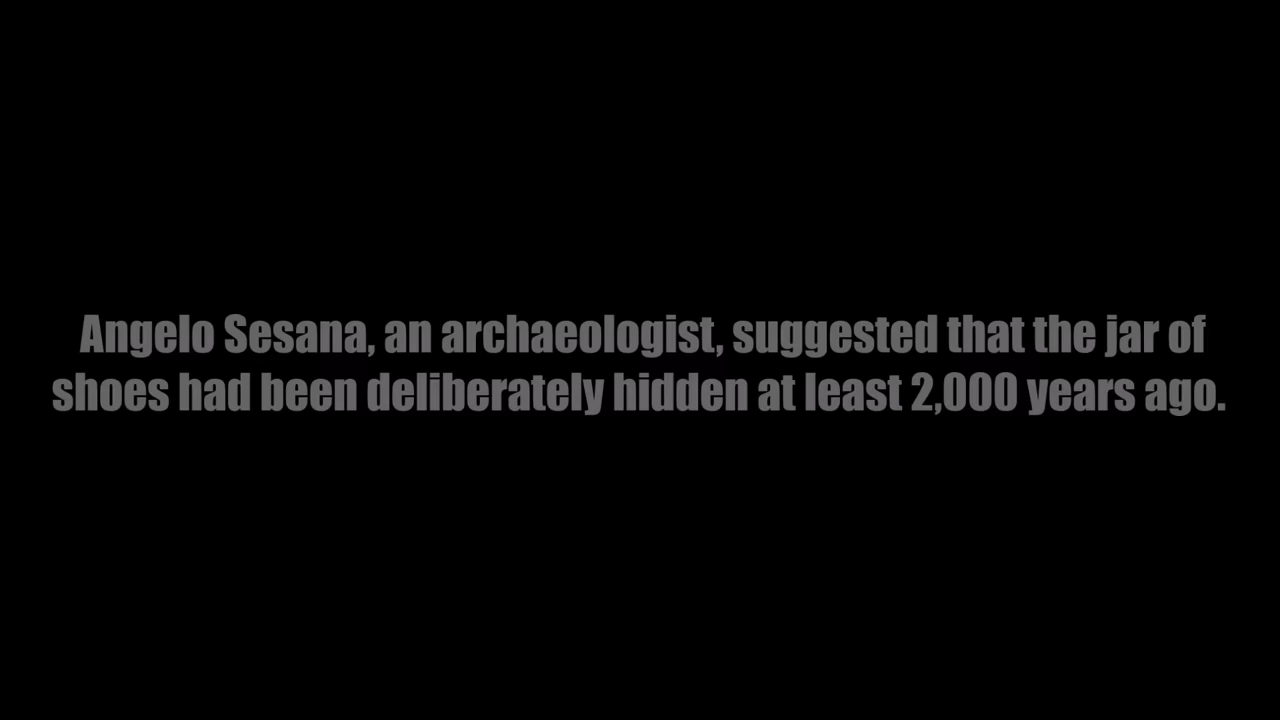 Angelo Sesana, an archaeologist, suggested that the jar of
shoes had been deliberately hidden at least 2,000 years ago.